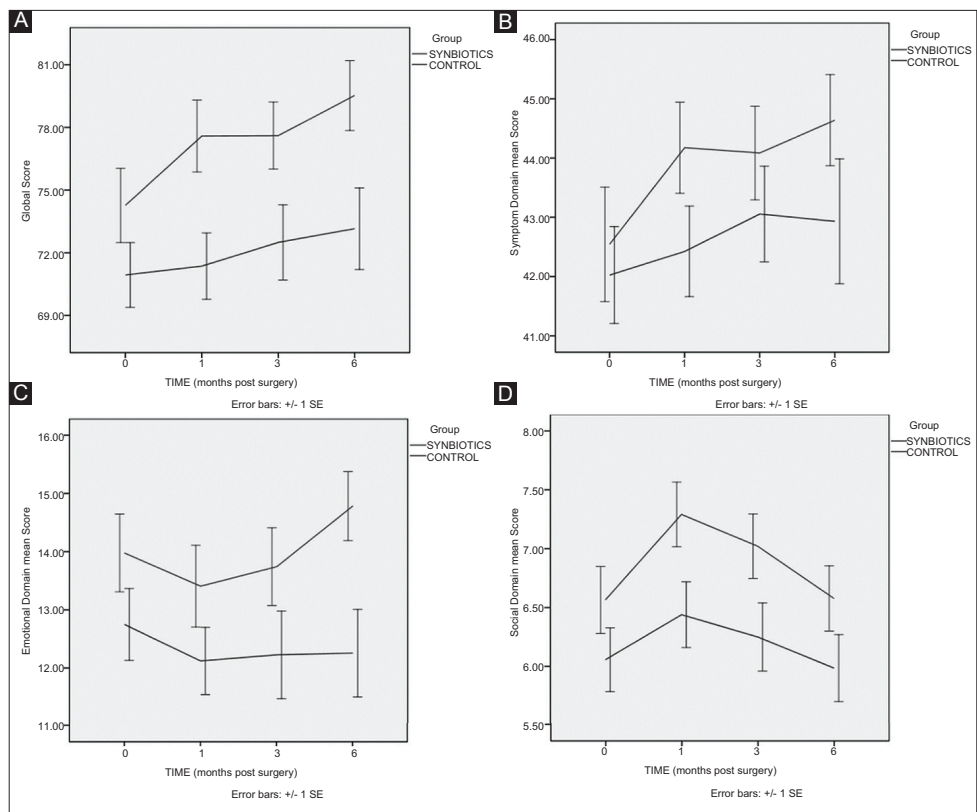 A
Group
SYNBIOTICS
CONTROL
81.00
78.00
75.00
72.00
69.00
Global Score
0 1 3 6
TIME (months post surgery)
Error bars: +/- 1 SE
B
Group
SYNBIOTICS
CONTROL
46.00
45.00
44.00
43.00
42.00
41.00
Symptom Domain mean Score
0 1 3 6
TIME (months post surgery)
Error bars: +/- 1 SE
C
Group
SYNBIOTICS
CONTROL
16.00
15.00
14.00
13.00
12.00
11.00
Emotional Domain mean Score
0 1 3 6
TIME (months post surgery)
Error bars: +/- 1 SE
D
Group
SYNBIOTICS
CONTROL
8.00
7.50
7.00
6.50
6.00
5.50
Social Domain mean Score
0 1 3 6
TIME (months post surgery)
Error bars: +/- 1 SE